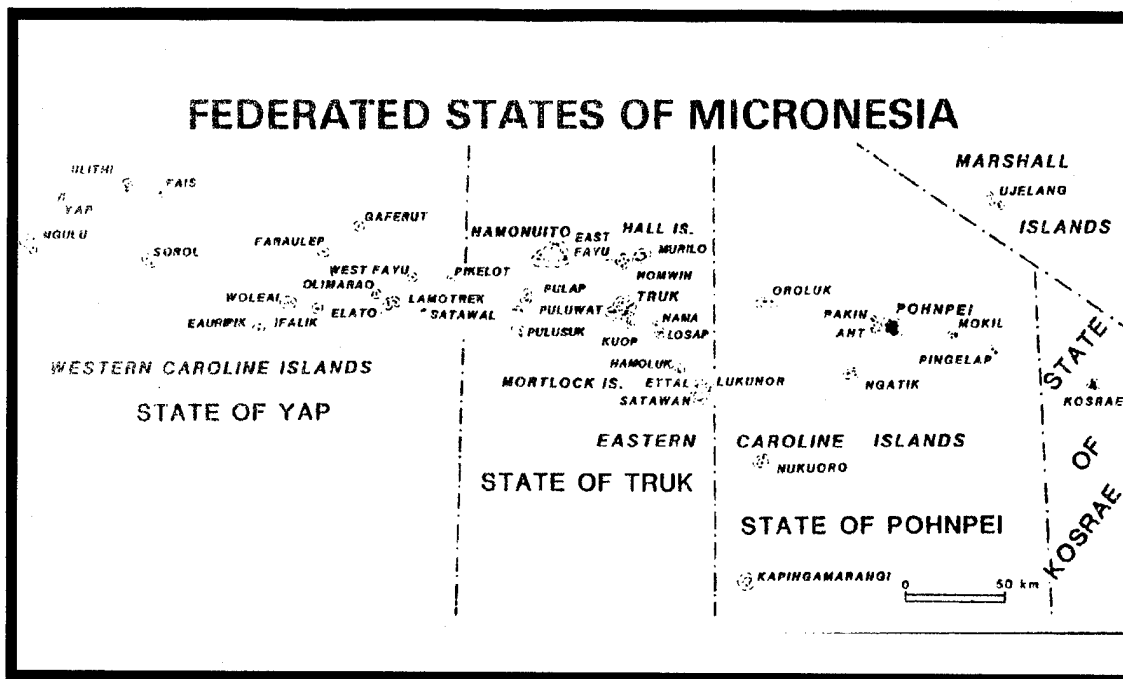 FEDERATED STATES OF MICRONESIA
MARSHALL
ISLANDS
UJELANG
ULITHI
FAIS
YAP
NGULU
SOROL
GAFERUT
FARAULEP
WEST FAYU
PIKELOT
OLIMARAO
WOLEAI
LAMOTREK
ELATO
SATAWAL
EAURIPIK
IFALIK
WESTERN CAROLINE ISLANDS
STATE OF YAP
NAMONUITO
EAST
FAYU
HALL IS.
MURILO
NOMWIN
PULAP
TRUK
PULUWAT
NAMA
PULUSUK
KUOP
LOSAP
NAMOLUK
MORTLOCK IS.
ETTAL
LUKUNOR
SATAWAN
EASTERN CAROLINE ISLANDS
STATE OF TRUK
OROLUK
PAKIN
POHNPEI
ANT
MOKIL
PINGELAP
NGATIK
NUKUORO
STATE OF POHNPEI
KAPINGAMARANGI
0 50 km
KOSRAE
STATE OF KOSRAE